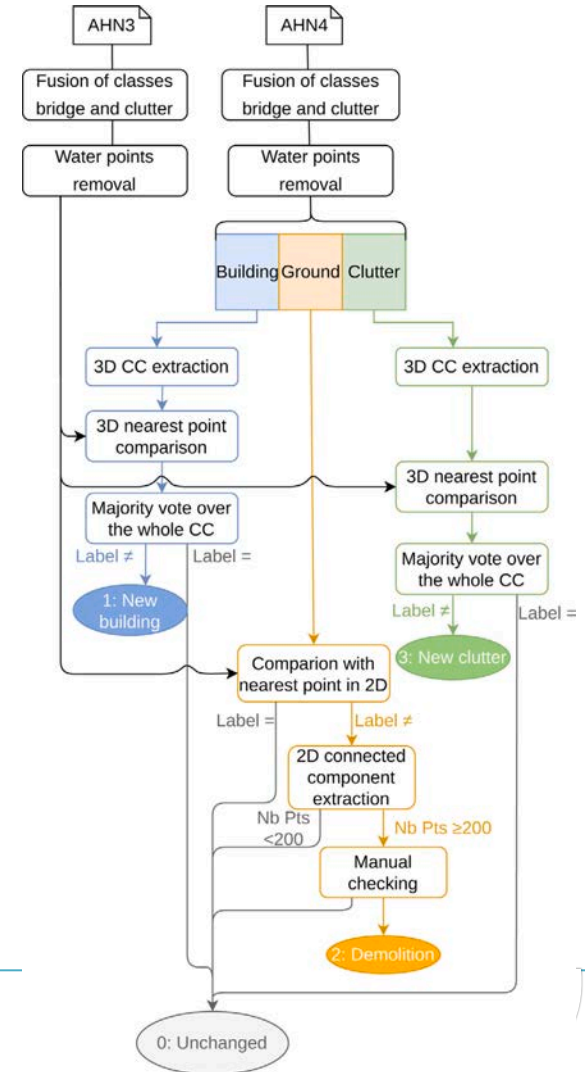 AHN3
AHN4
Fusion of classes
bridge and clutter
Fusion of classes
bridge and clutter
Water points
removal
Water points
removal
Building
Ground
Clutter
3D CC extraction
3D CC extraction
3D nearest point
comparison
3D nearest point
comparison
Majority vote over
the whole CC
Majority vote over
the whole CC
Label ≠
Label =
1: New
building
Label ≠
Label =
3: New clutter
Comparion with
nearest point in 2D
Label =
Label ≠
2D connected
component
extraction
Nb Pts
<200
Nb Pts ≥200
Manual
checking
2: Demolition
0: Unchanged